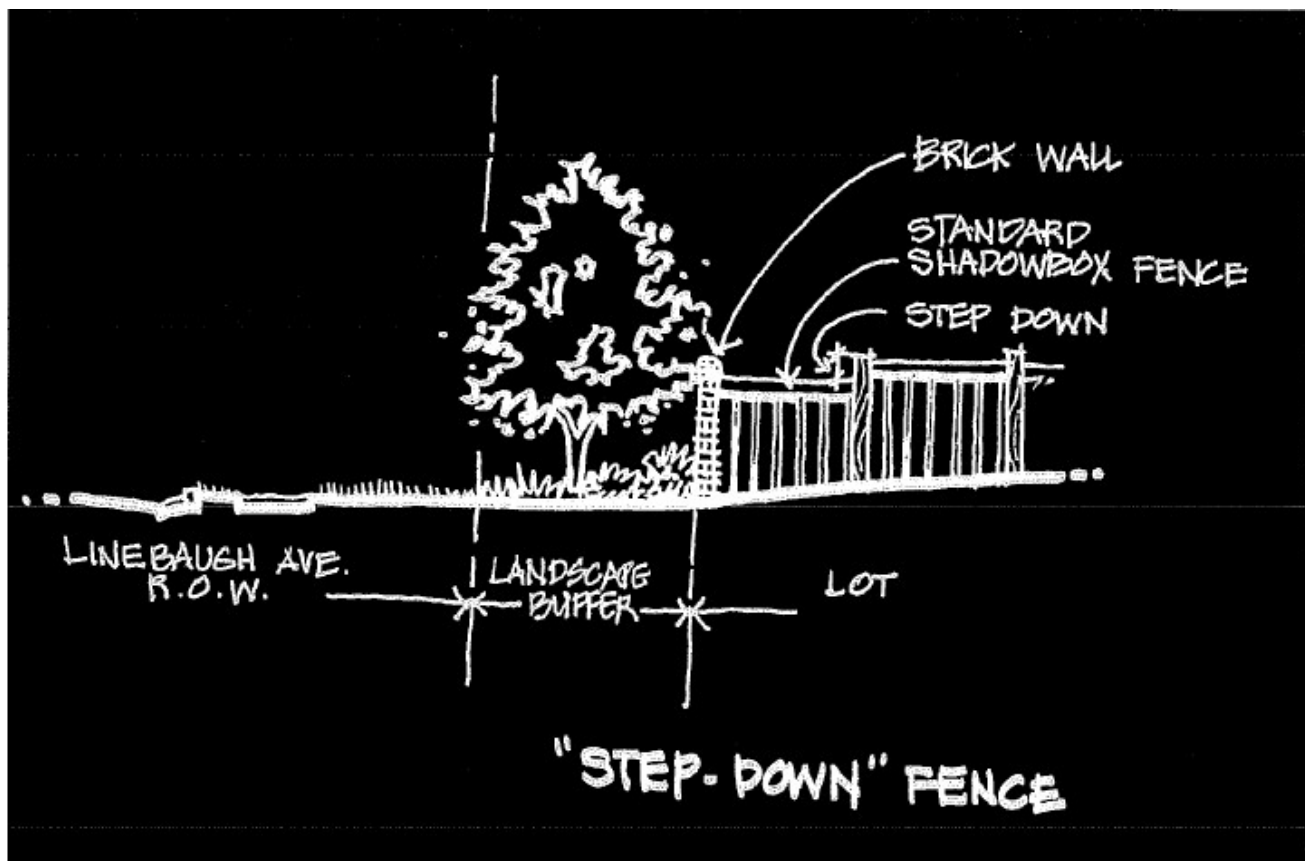 BRICK WALL
STANDARD
SHADOWBOX FENCE
STEP DOWN
LINEBAUGH AVE.
R.O.W.
LANDSCAPE
BUFFER
LOT
"STEP-DOWN" FENCE